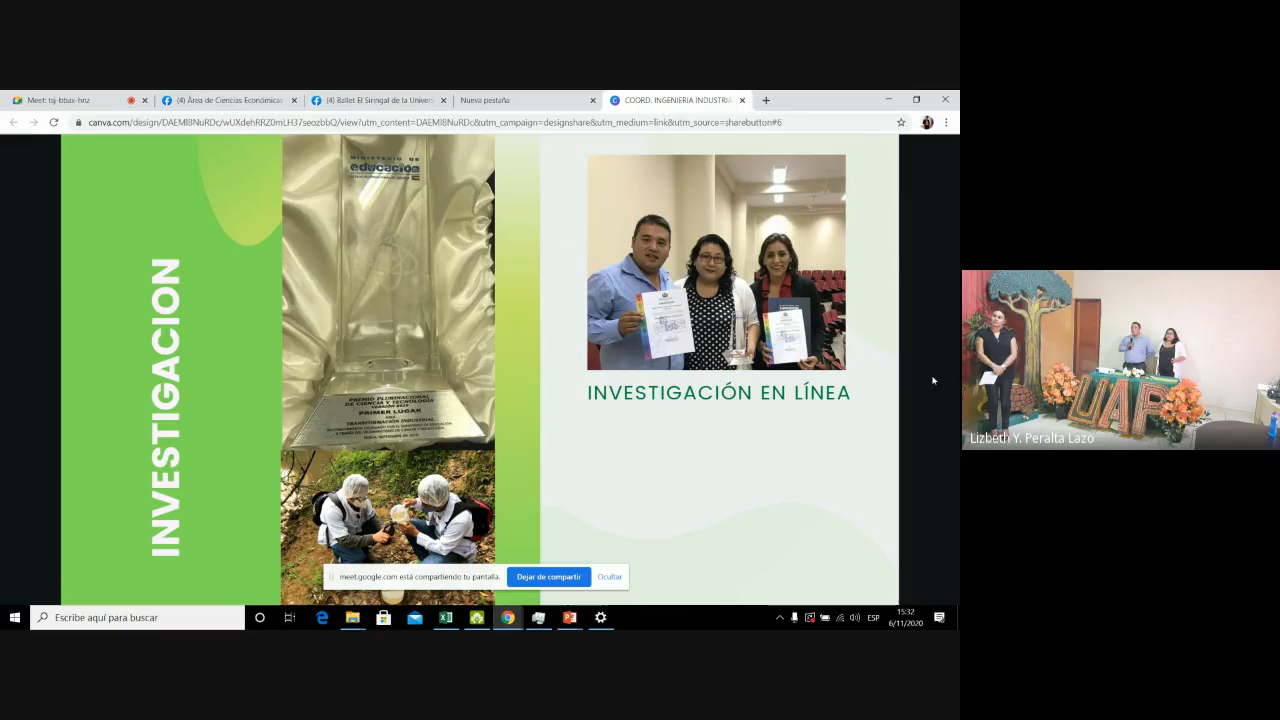 Meet: tsj-bbax-hnz
(4) Área de Ciencias Económicas
(4) Ballet El Siringal de la Univers
Nueva pestaña
COORD. INGENIERIA INDUSTRIA
canva.com/design/DAEMl8NuRDc/wUXdehRRZ0mLH37seozbbQ/view?utm_content=DAEMl8NuRDc&utm_campaign=designshare&utm_medium=link&utm_source=sharebutton#6
INVESTIGACION
MINISTERIO DE
educación
PREMIO PLURINACIONAL
DE CIENCIA Y TECNOLOGÍA
PRIMER LUGAR
TRANSFORMACIÓN INDUSTRIAL
INVESTIGACIÓN EN LÍNEA
UAP
Lizbeth Y. Peralta Lazo
meet.google.com está compartiendo tu pantalla.
Dejar de compartir
Ocultar
Escribe aquí para buscar
ESP
15:32
6/11/2020